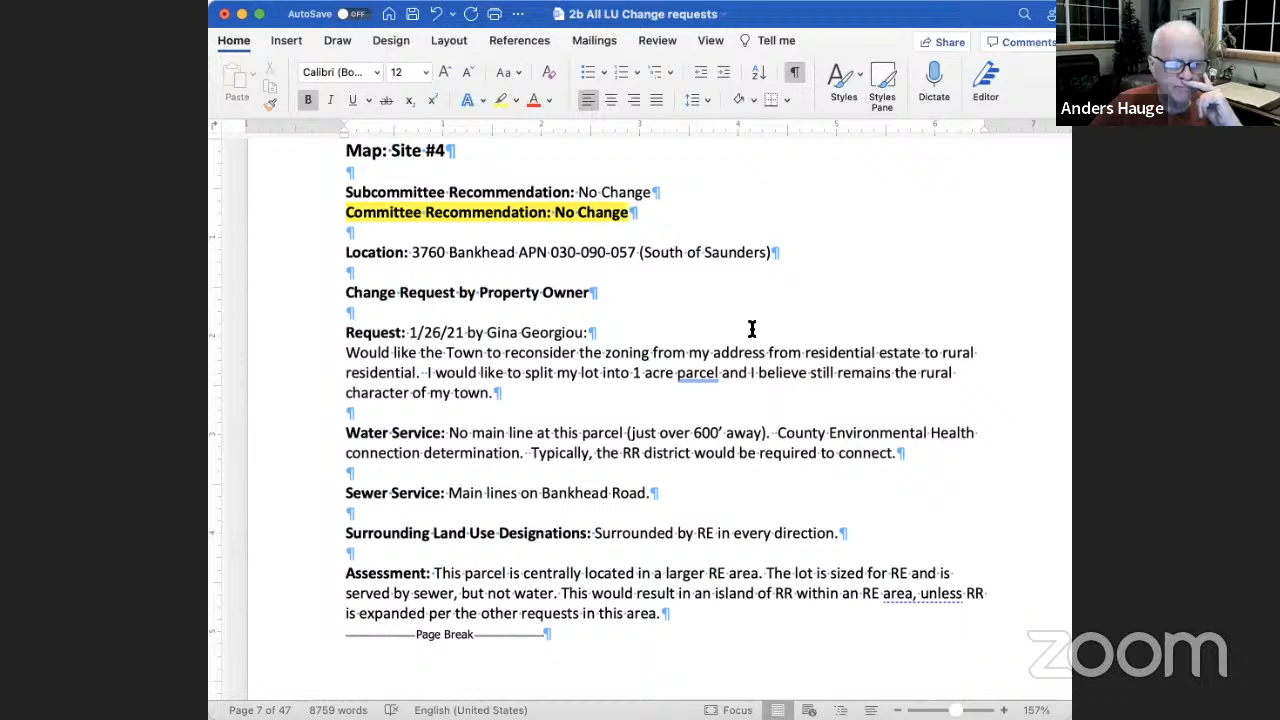 AutoSave OFF 2b All LU Change requests
Home Insert Draw Design Layout References Mailings Review View Tell me Share Comments
Paste Calibri (Bo... 12 Aa Styles Styles Pane Dictate Editor
Anders Hauge
1 1 2 3 4 5 6 7
Map: Site #4¶
¶
Subcommittee Recommendation: No Change¶
Committee Recommendation: No Change¶
¶
Location: 3760 Bankhead APN 030-090-057 (South of Saunders)¶
¶
Change Request by Property Owner¶
¶
Request: 1/26/21 by Gina Georgiou:¶
Would like the Town to reconsider the zoning from my address from residential estate to rural
residential. I would like to split my lot into 1 acre parcel and I believe still remains the rural
character of my town.¶
¶
Water Service: No main line at this parcel (just over 600’ away). County Environmental Health
connection determination. Typically, the RR district would be required to connect.¶
¶
Sewer Service: Main lines on Bankhead Road.¶
¶
Surrounding Land Use Designations: Surrounded by RE in every direction.¶
¶
Assessment: This parcel is centrally located in a larger RE area. The lot is sized for RE and is
served by sewer, but not water. This would result in an island of RR within an RE area, unless RR
is expanded per the other requests in this area.¶
Page Break¶
zoom
Page 7 of 47 8759 words English (United States) Focus 157%